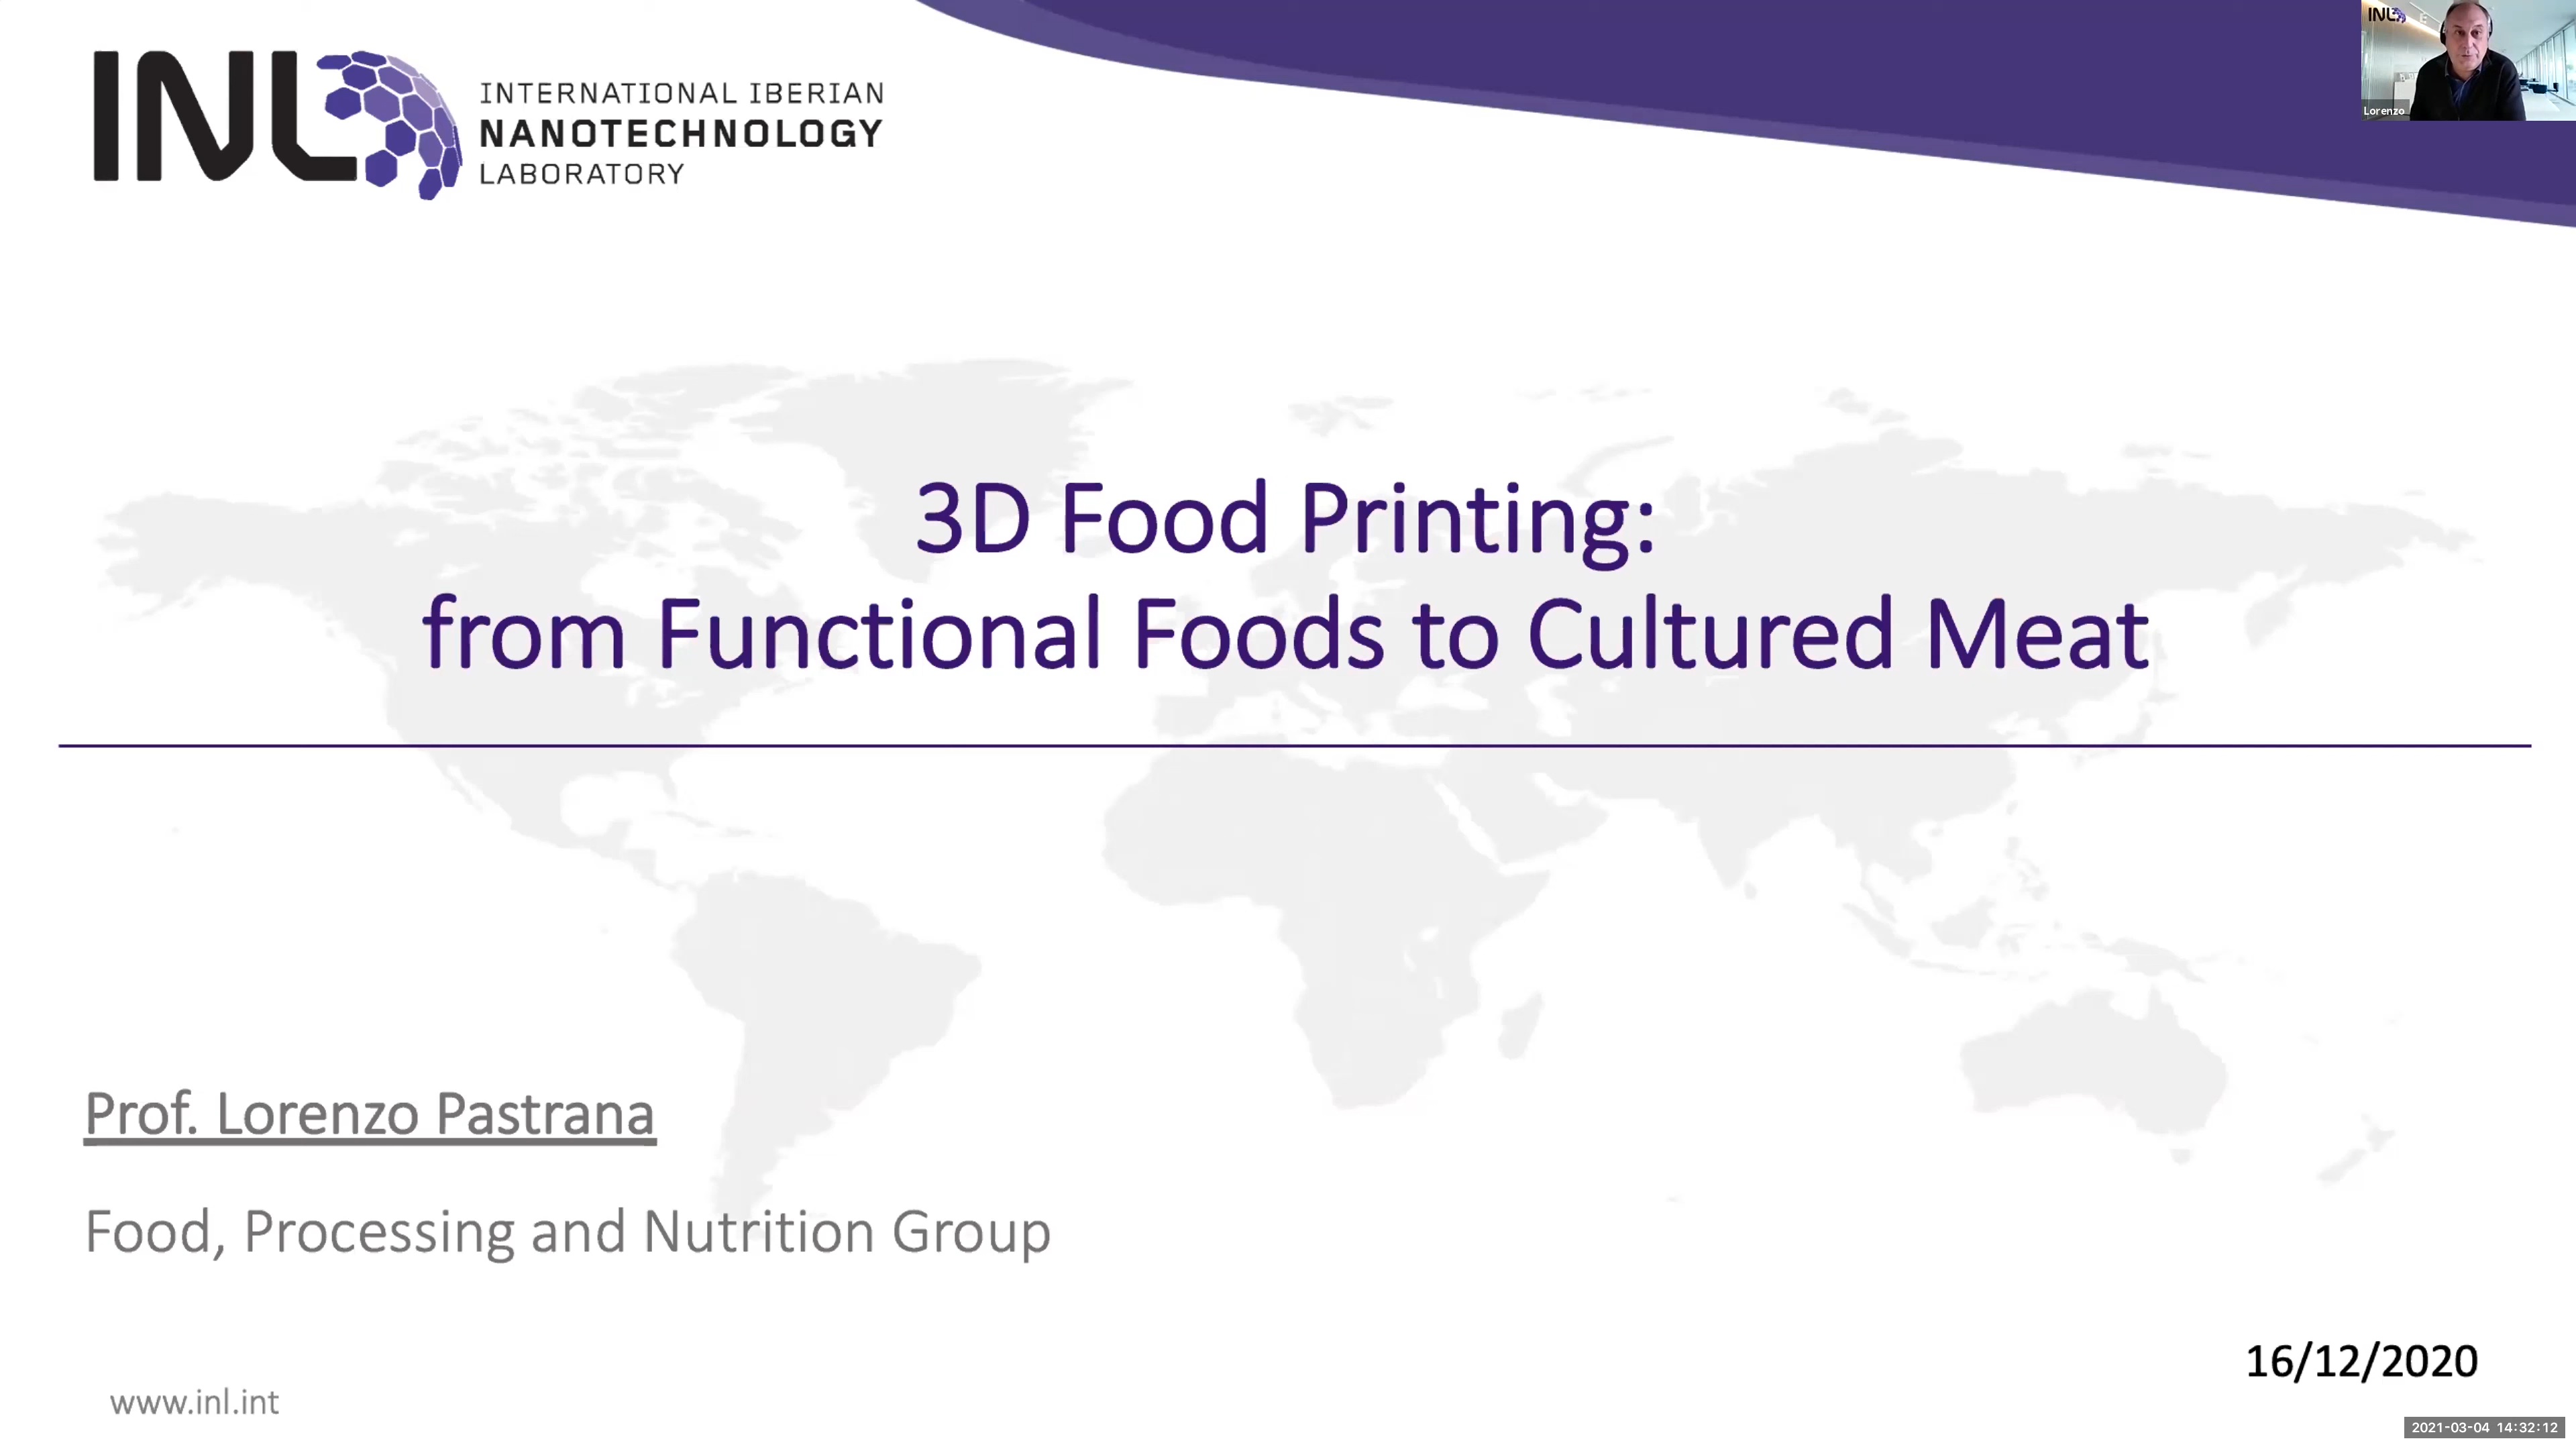 INL
INTERNATIONAL IBERIAN
NANOTECHNOLOGY
LABORATORY
INL
Lorenzo
3D Food Printing:
from Functional Foods to Cultured Meat
Prof. Lorenzo Pastrana
Food, Processing and Nutrition Group
16/12/2020
www.inl.int
2021-03-04 14:32:12